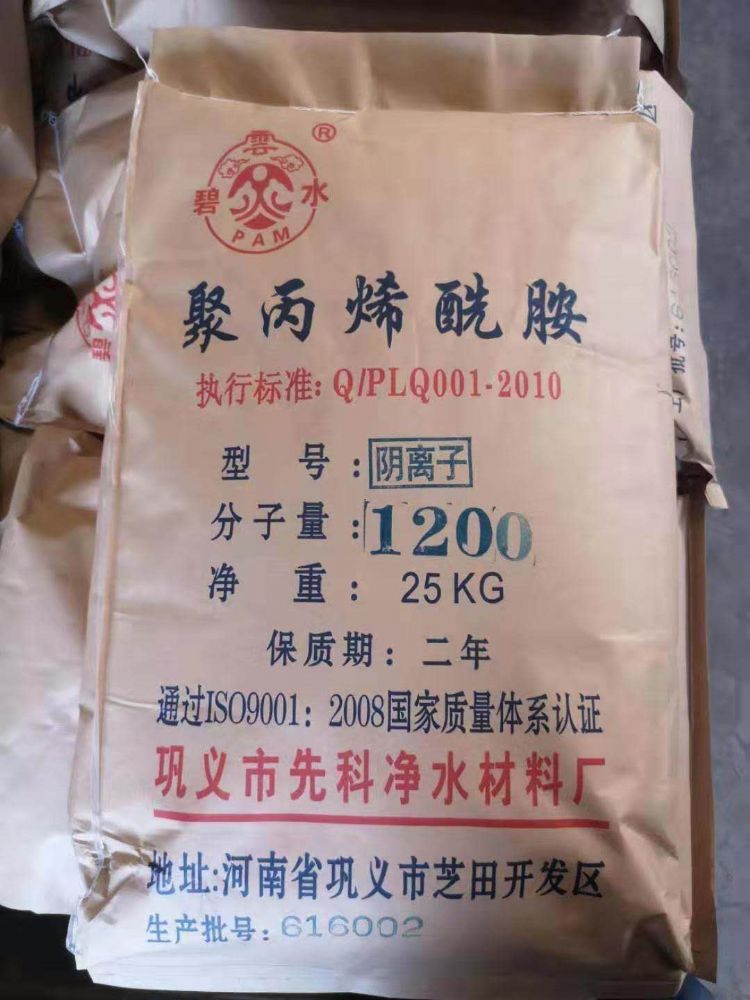 雲
®
碧 水
PAM
聚丙烯酰胺
执行标准:Q/PLQ001-2010
型 号:阴离子
分子量:1200
净 重:25KG
保质期:二年
通过ISO9001:2008国家质量体系认证
巩义市先科净水材料厂
地址:河南省巩义市芝田开发区
生产批号:616002
碧